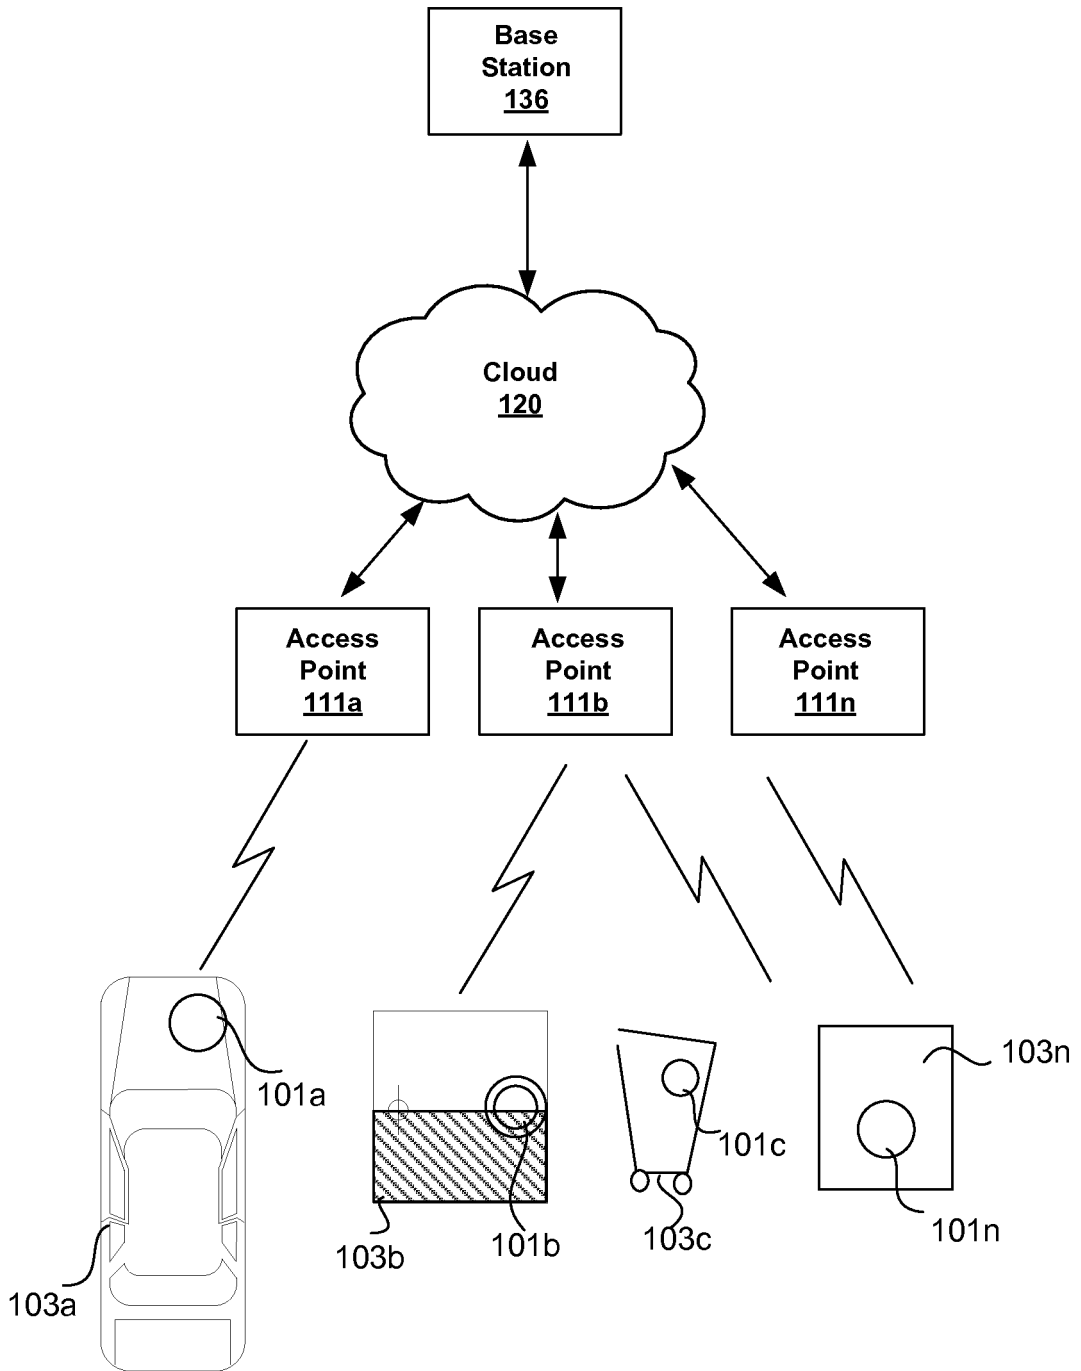 Base
Station
136
Cloud
120
Access
Point
111a
Access
Point
111b
Access
Point
111n
103n
101a
101c
101n
103c
101b
103b
103a